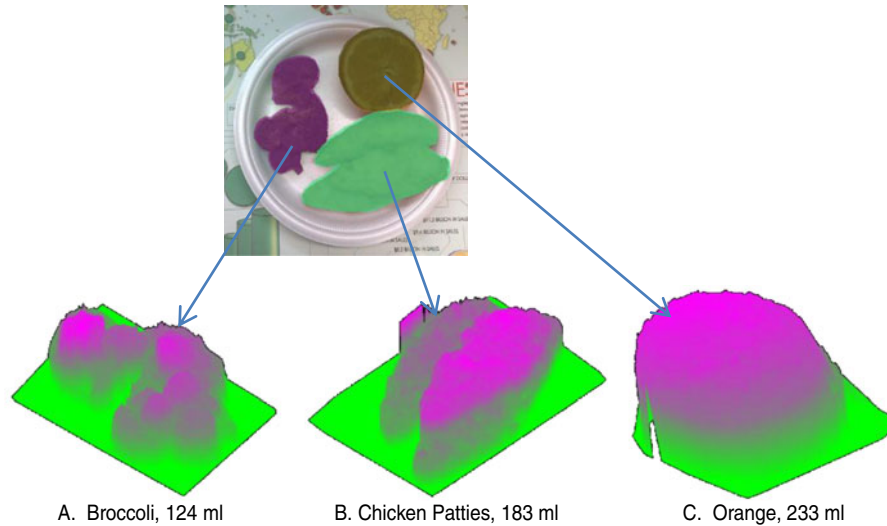 A. Broccoli, 124 ml
B. Chicken Patties, 183 ml
C. Orange, 233 ml